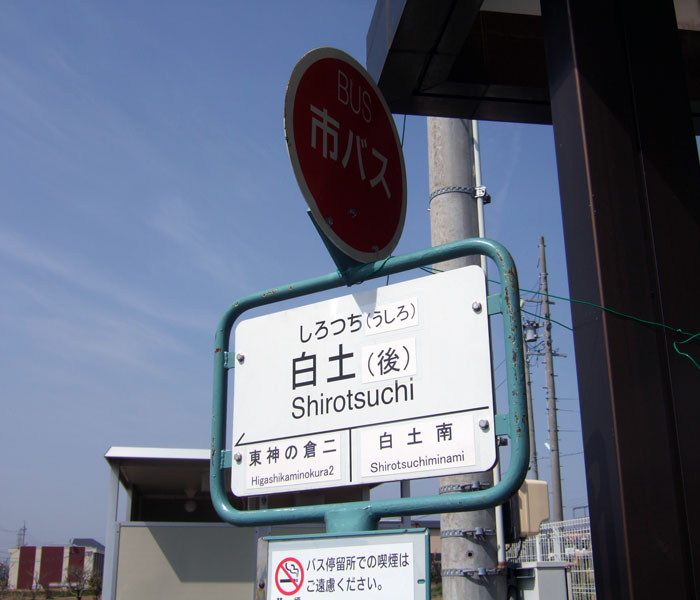 BUS
市バス
しろつち(うしろ)
白土(後)
Shirotsuchi
東神の倉二
Higashikaminokura2
白土南
Shirotsuchiminami
バス停留所での喫煙は
ご遠慮ください。